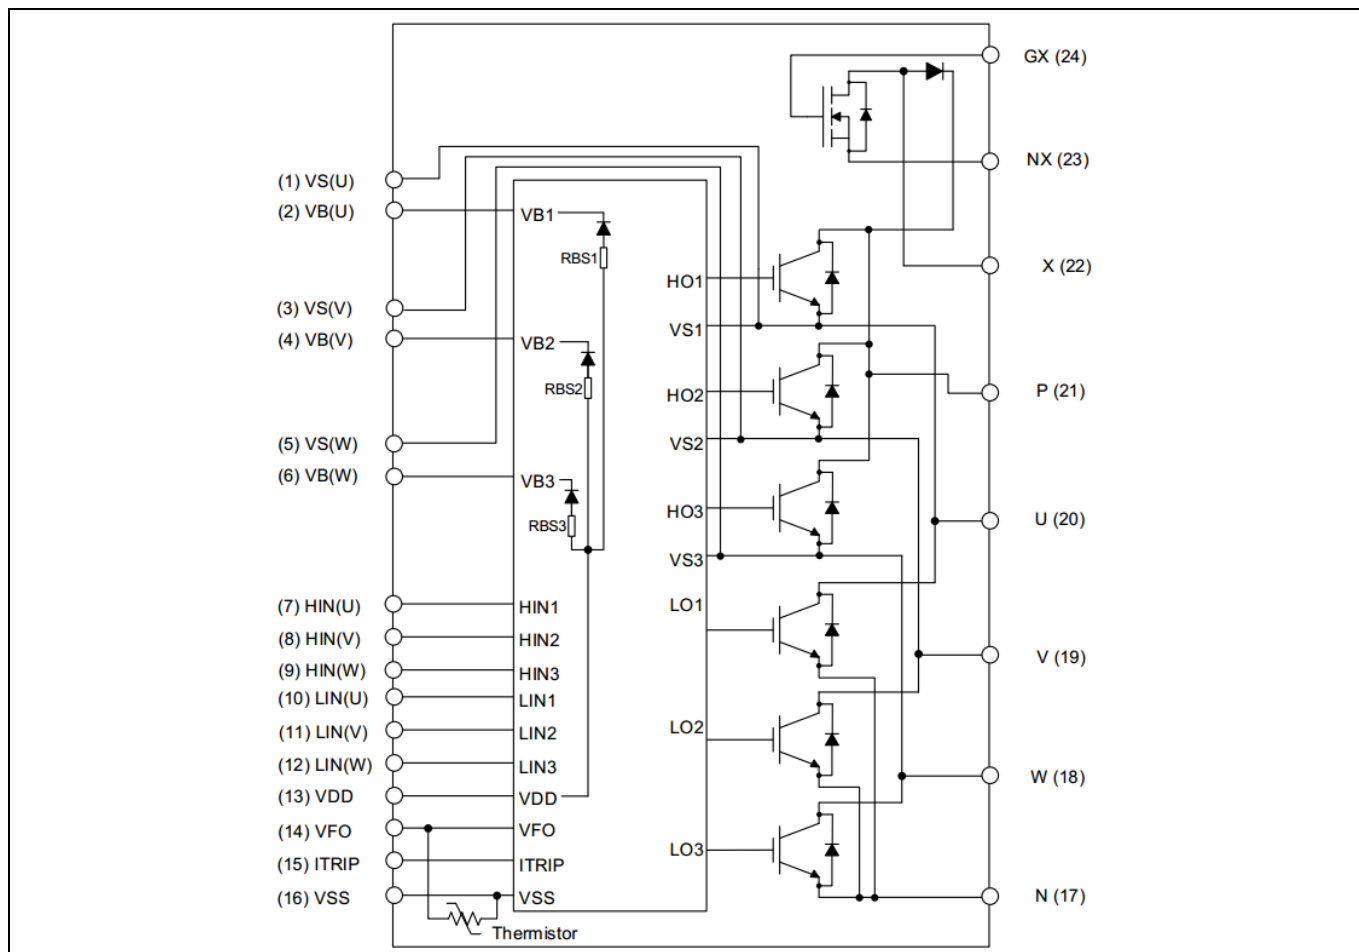 GX (24)
NX (23)
(1) VS(U)
(2) VB(U)
VB1
RBS1
X (22)
HO1
(3) VS(V)
VS1
(4) VB(V)
VB2
RBS2
HO2
P (21)
(5) VS(W)
VS2
(6) VB(W)
VB3
RBS3
HO3
U (20)
VS3
(7) HIN(U)
HIN1
LO1
(8) HIN(V)
HIN2
V (19)
(9) HIN(W)
HIN3
(10) LIN(U)
LIN1
(11) LIN(V)
LIN2
LO2
(12) LIN(W)
LIN3
W (18)
(13) VDD
VDD
(14) VFO
VFO
LO3
(15) ITRIP
ITRIP
(16) VSS
VSS
N (17)
Thermistor